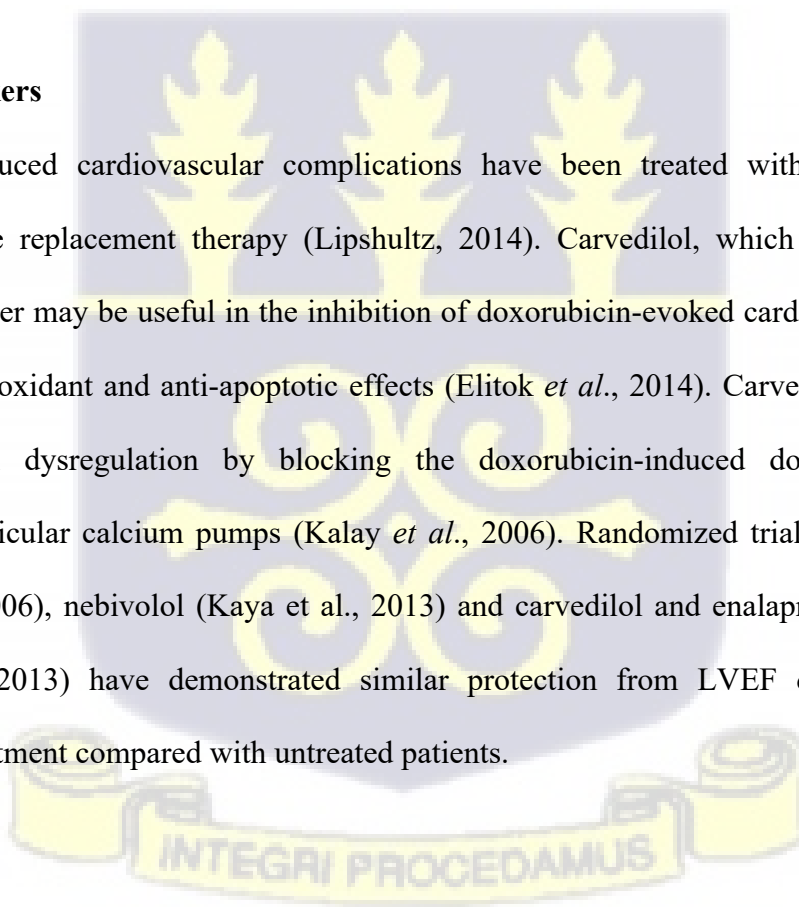 ers
uced cardiovascular complications have been treated with
e replacement therapy (Lipshultz, 2014). Carvedilol, which
er may be useful in the inhibition of doxorubicin-evoked card
oxidant and anti-apoptotic effects (Elitok et al., 2014). Carve
dysregulation by blocking the doxorubicin-induced do
icular calcium pumps (Kalay et al., 2006). Randomized trial
06), nebivolol (Kaya et al., 2013) and carvedilol and enalapr
2013) have demonstrated similar protection from LVEF
tment compared with untreated patients.
INTEGRI PROCEDAMUS